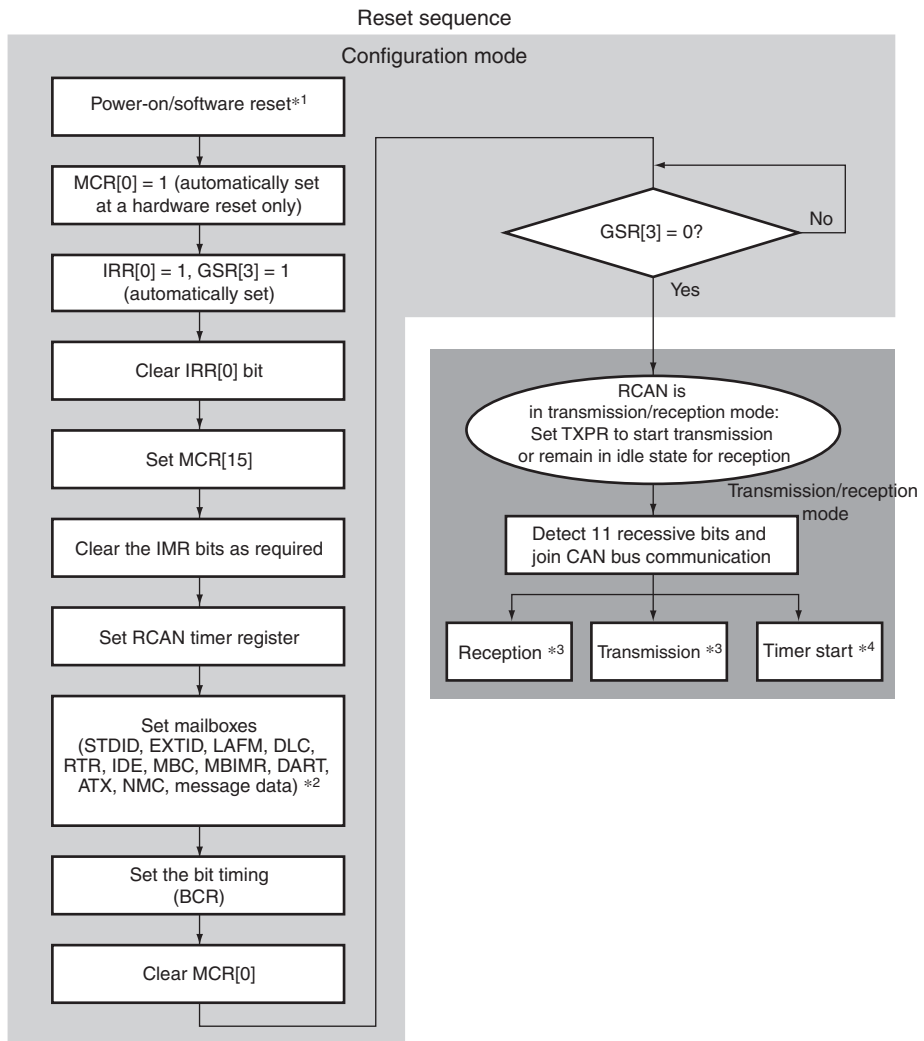 Reset sequence
Configuration mode
Power-on/software reset*1
MCR[0] = 1 (automatically set
at a hardware reset only)
IRR[0] = 1, GSR[3] = 1
(automatically set)
Clear IRR[0] bit
Set MCR[15]
Clear the IMR bits as required
Set RCAN timer register
Set mailboxes
(STDID, EXTID, LAFM, DLC,
RTR, IDE, MBC, MBIMR, DART,
ATX, NMC, message data) *2
Set the bit timing
(BCR)
Clear MCR[0]
GSR[3] = 0?
No
Yes
RCAN is
in transmission/reception mode:
Set TXPR to start transmission
or remain in idle state for reception
Transmission/reception
mode
Detect 11 recessive bits and
join CAN bus communication
Reception *3
Transmission *3
Timer start *4